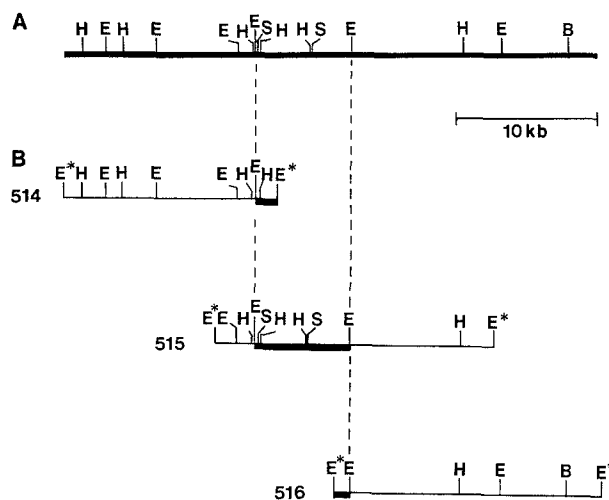 A
H E H E E H E S H H S E H E B
10 kb
B
E* H E H E E H E H E*
514
E* E E S H H S E H E*
515
E* E H E B E*
516